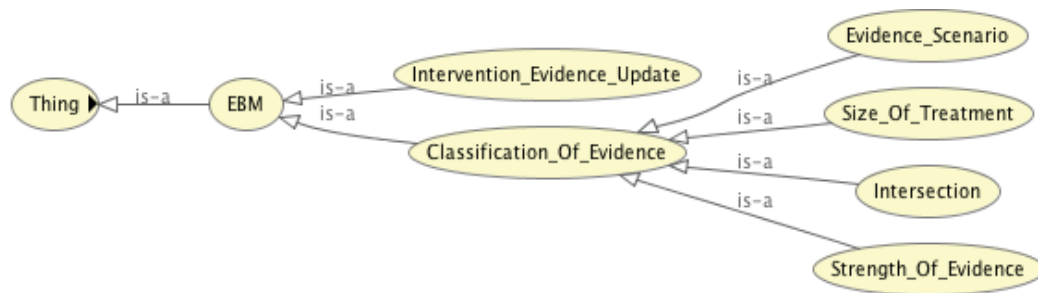 Evidence_Scenario
is-a
Intervention_Evidence_Update
is-a
Thing
is-a
EBM
is-a
Size_Of_Treatment
is-a
Classification_Of_Evidence
is-a
Intersection
is-a
Strength_Of_Evidence